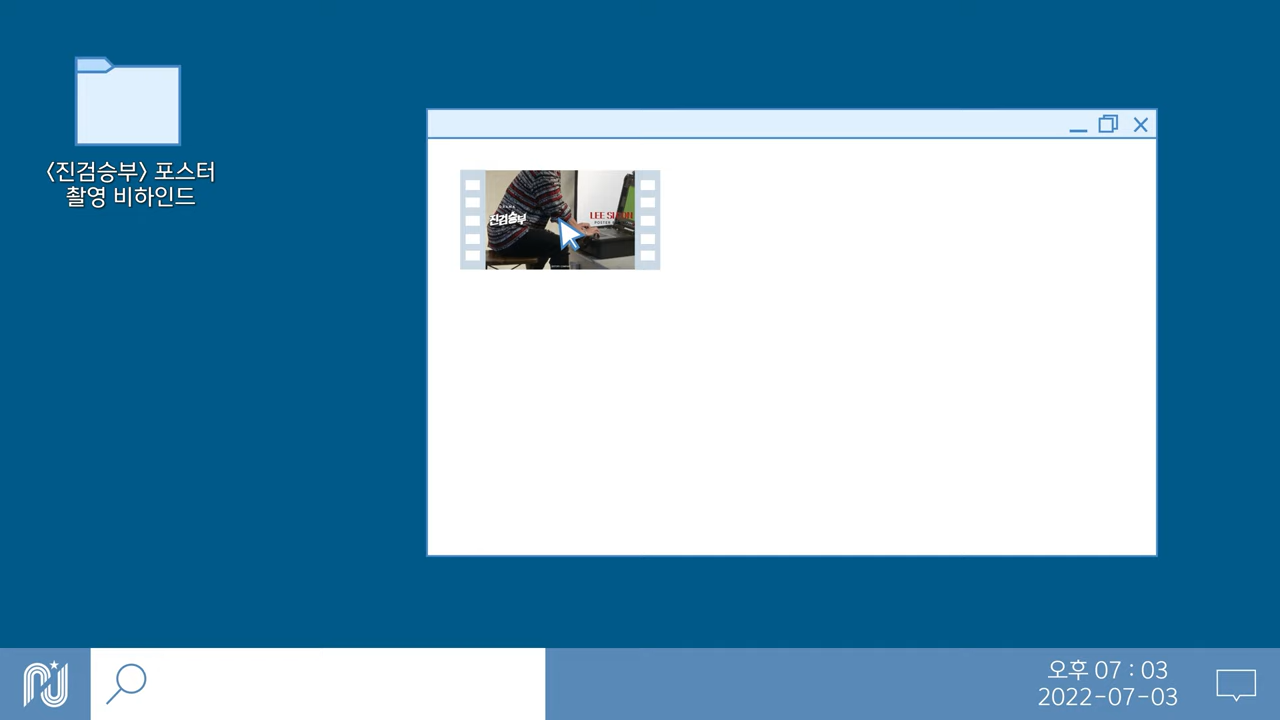 〈진검승부〉 포스터
촬영 비하인드
진검승부
오후 07 : 03
2022-07-03